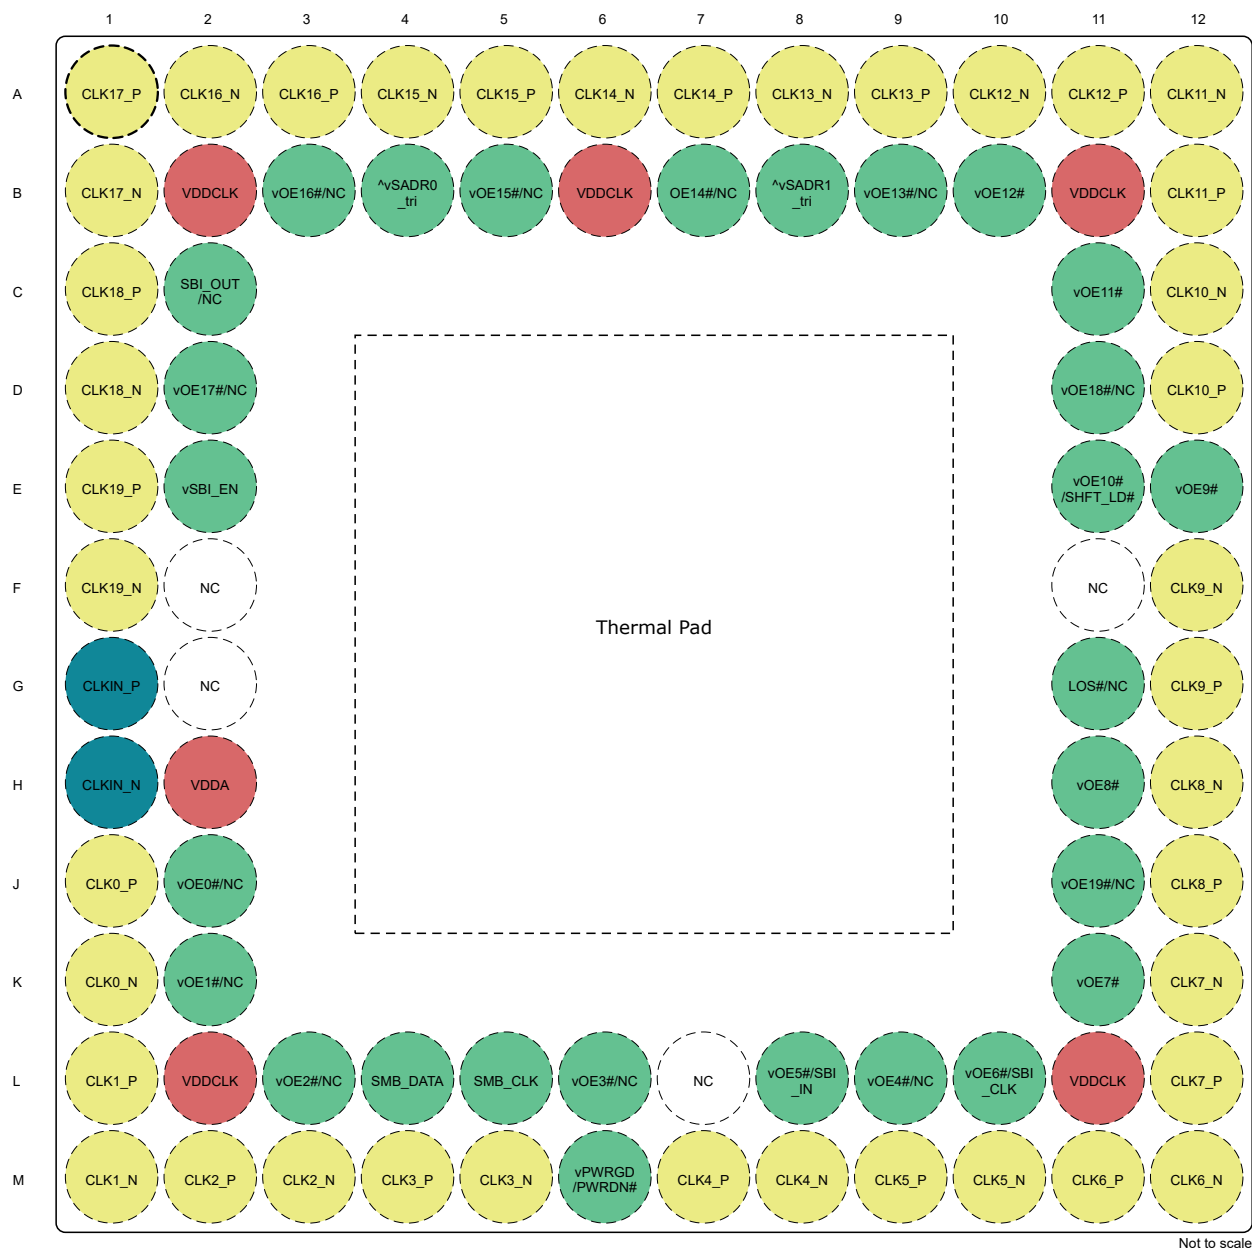 1 2 3 4 5 6 7 8 9 10 11 12
A CLK17_P CLK16_N CLK16_P CLK15_N CLK15_P CLK14_N CLK14_P CLK13_N CLK13_P CLK12_N CLK12_P CLK11_N
B CLK17_N VDDCLK vOE16#/NC ^vSADR0
_tri vOE15#/NC VDDCLK OE14#/NC ^vSADR1
_tri vOE13#/NC vOE12# VDDCLK CLK11_P
C CLK18_P SBI_OUT
/NC vOE11# CLK10_N
D CLK18_N vOE17#/NC vOE18#/NC CLK10_P
E CLK19_P vSBI_EN vOE10#
/SHFT_LD# vOE9#
F CLK19_N NC NC CLK9_N
Thermal Pad
G CLKIN_P NC LOS#/NC CLK9_P
H CLKIN_N VDDA vOE8# CLK8_N
J CLK0_P vOE0#/NC vOE19#/NC CLK8_P
K CLK0_N vOE1#/NC vOE7# CLK7_N
L CLK1_P VDDCLK vOE2#/NC SMB_DATA SMB_CLK vOE3#/NC NC vOE5#/SBI
_IN vOE4#/NC vOE6#/SBI
_CLK VDDCLK CLK7_P
M CLK1_N CLK2_P CLK2_N CLK3_P CLK3_N vPWRGD
/PWRDN# CLK4_P CLK4_N CLK5_P CLK5_N CLK6_P CLK6_N
Not to scale